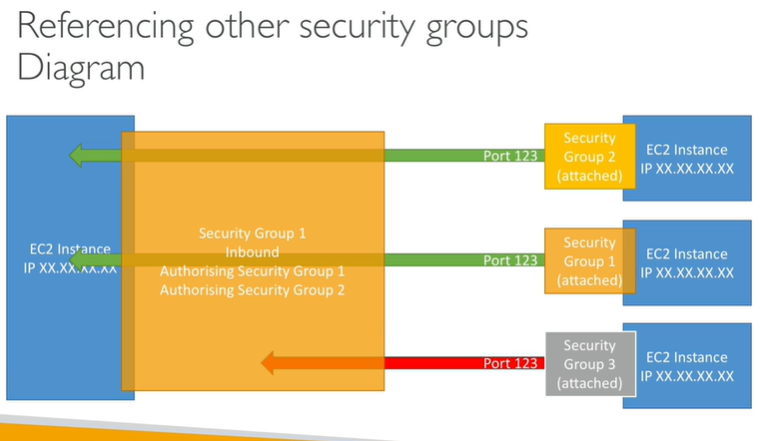 Referencing other security groups
Diagram
EC2 Instance
IP XX.XX.XX.XX
Security Group 1
Inbound
Authorising Security Group 1
Authorising Security Group 2
Port 123
Security
Group 2
(attached)
EC2 Instance
IP XX.XX.XX.XX
Port 123
Security
Group 1
(attached)
EC2 Instance
IP XX.XX.XX.XX
Port 123
Security
Group 3
(attached)
EC2 Instance
IP XX.XX.XX.XX